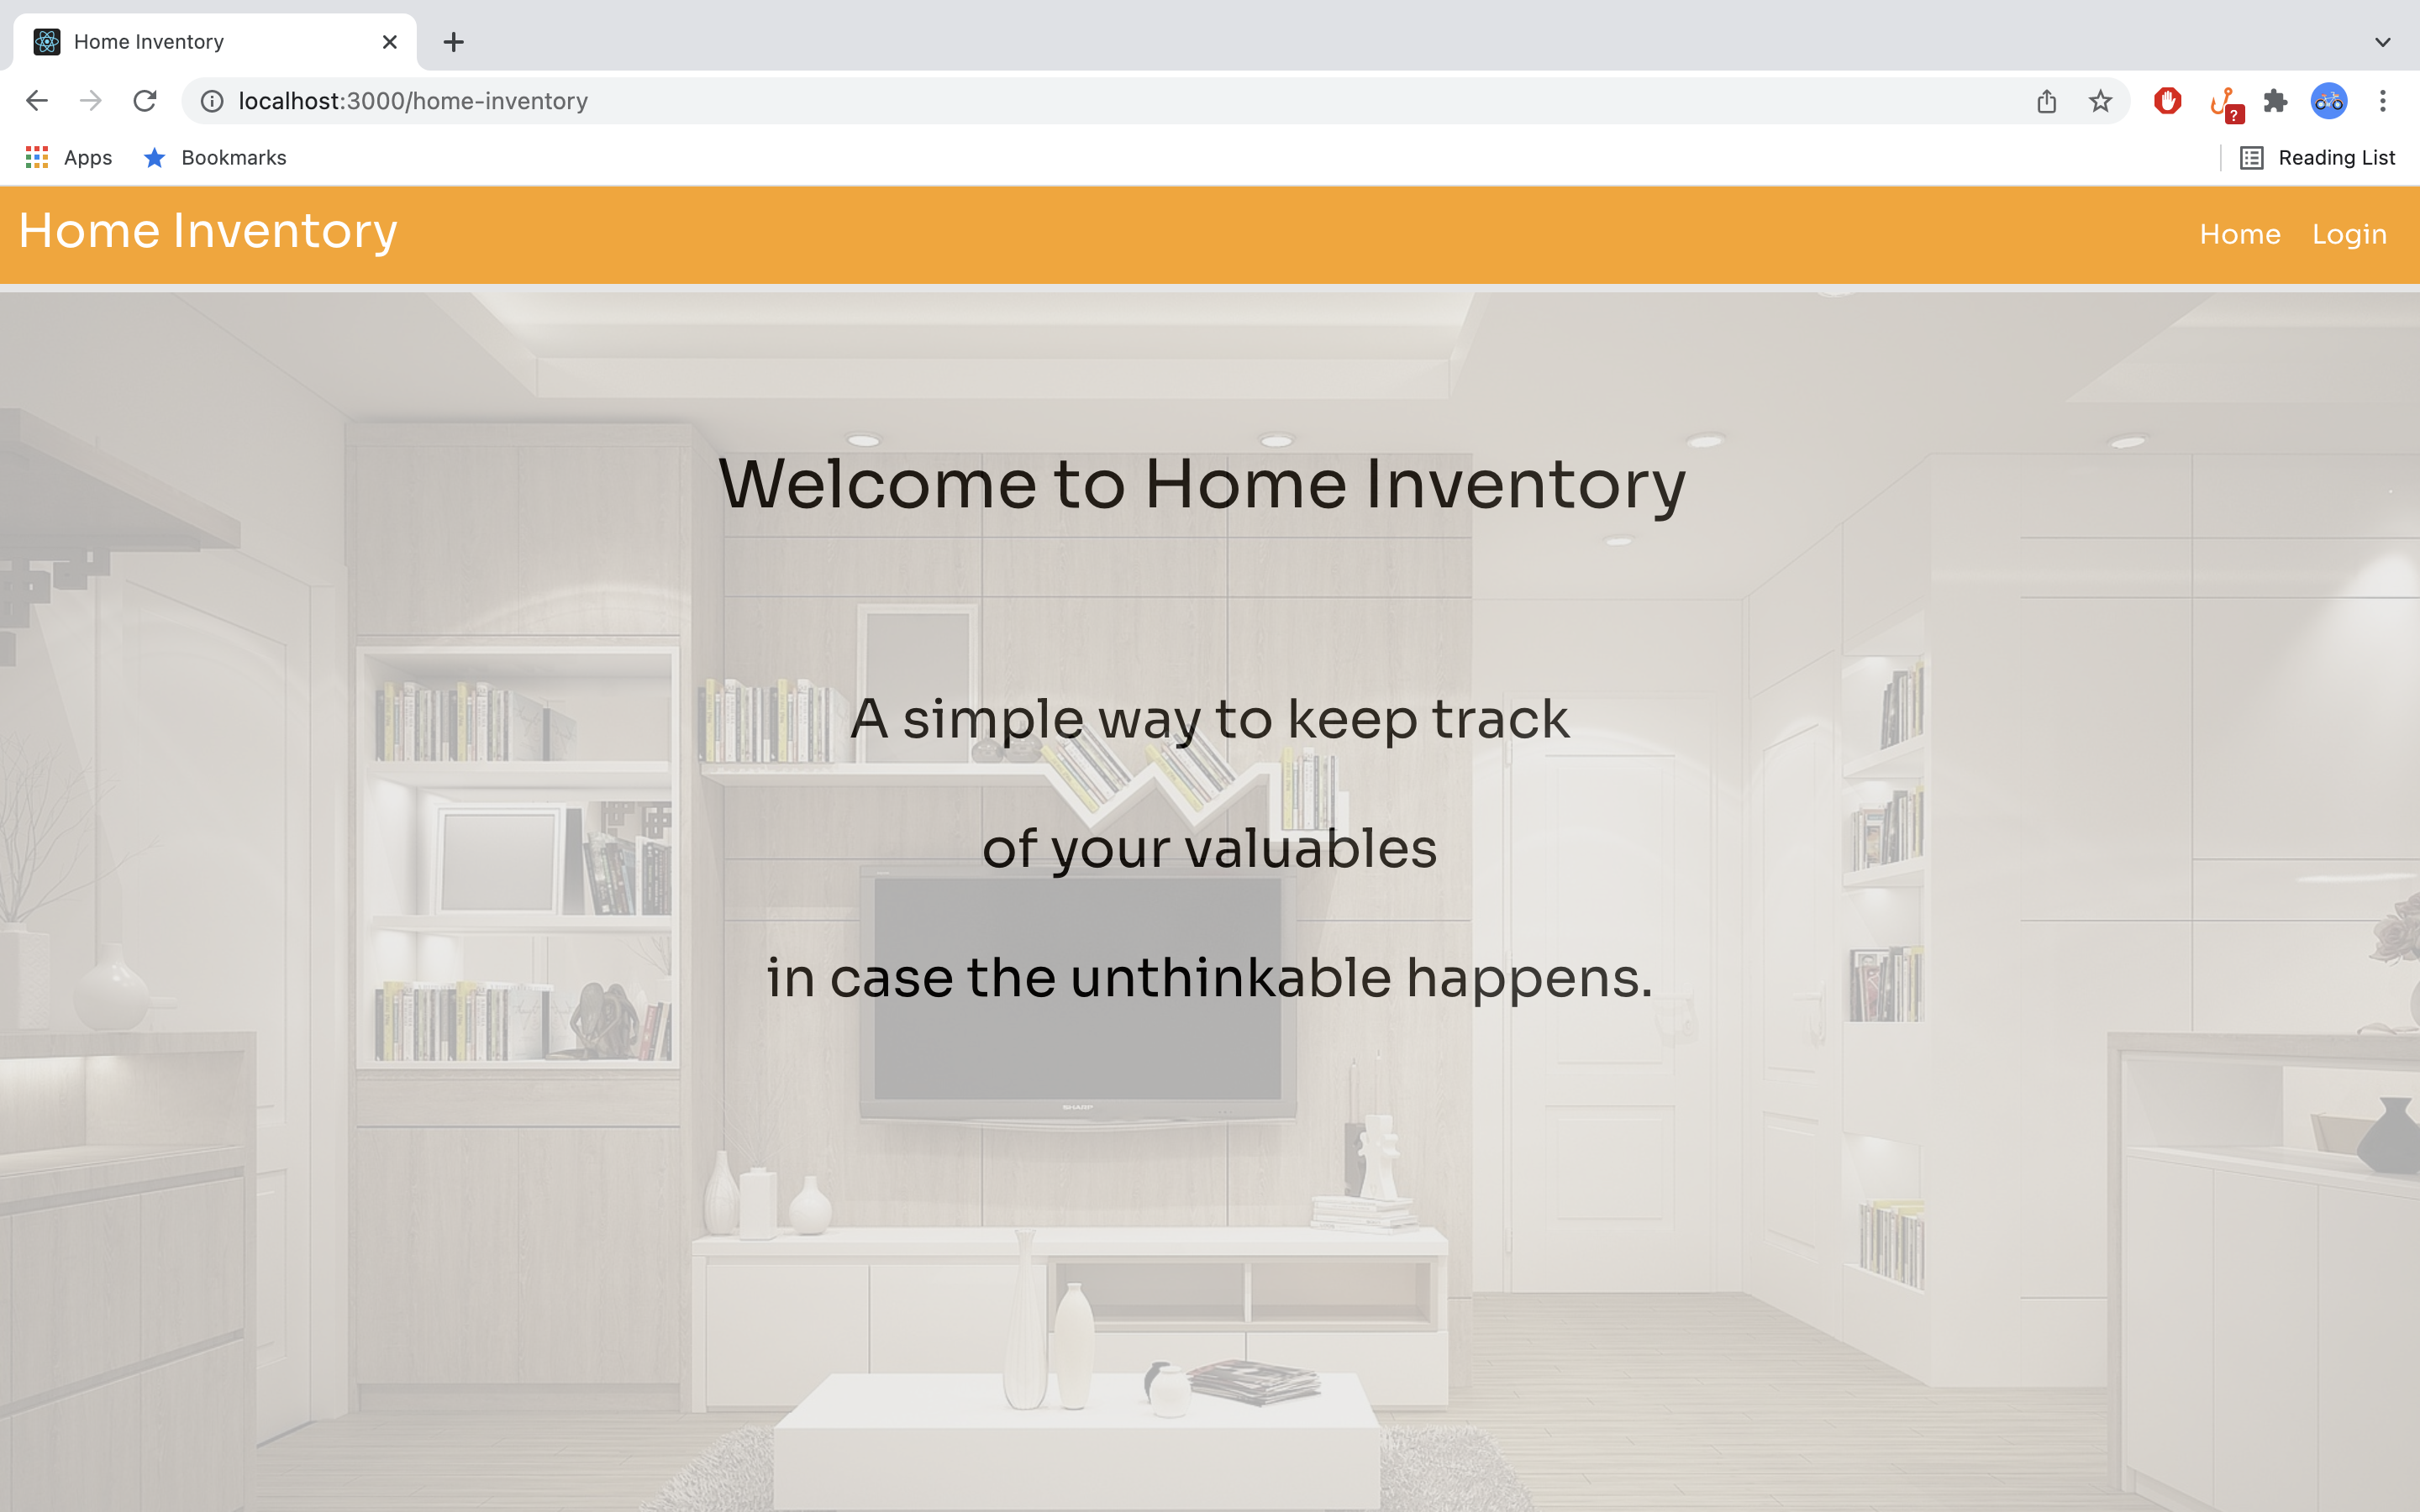 Home Inventory
localhost:3000/home-inventory
?
Apps
Bookmarks
Reading List
Home Inventory
Home
Login
Welcome to Home Inventory
A simple way to keep track
of your valuables
in case the unthinkable happens.
SHARP